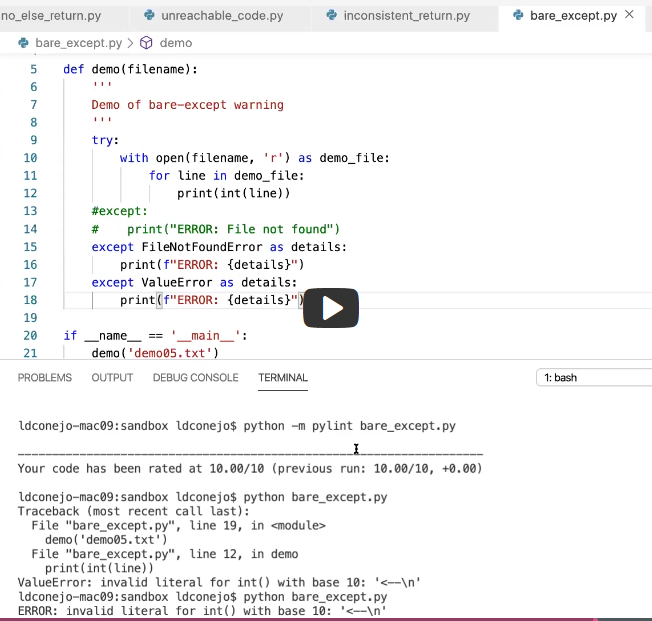 no_else_return.py unreachable_code.py inconsistent_return.py bare_except.py
bare_except.py > demo
5 def demo(filename):
6 '''
7 Demo of bare-except warning
8 '''
9 try:
10 with open(filename, 'r') as demo_file:
11 for line in demo_file:
12 print(int(line))
13 #except:
14 # print("ERROR: File not found")
15 except FileNotFoundError as details:
16 print(f"ERROR: {details}")
17 except ValueError as details:
18 print(f"ERROR: {details}")
19
20 if __name__ == '__main__':
21 demo('demo05.txt')
PROBLEMS OUTPUT DEBUG CONSOLE TERMINAL 1: bash
ldconejo-mac09:sandbox ldconejo$ python -m pylint bare_except.py
Your code has been rated at 10.00/10 (previous run: 10.00/10, +0.00)
ldconejo-mac09:sandbox ldconejo$ python bare_except.py
Traceback (most recent call last):
File "bare_except.py", line 19, in <module>
demo('demo05.txt')
File "bare_except.py", line 12, in demo
print(int(line))
ValueError: invalid literal for int() with base 10: '<––\n'
ldconejo-mac09:sandbox ldconejo$ python bare_except.py
ERROR: invalid literal for int() with base 10: '<––\n'